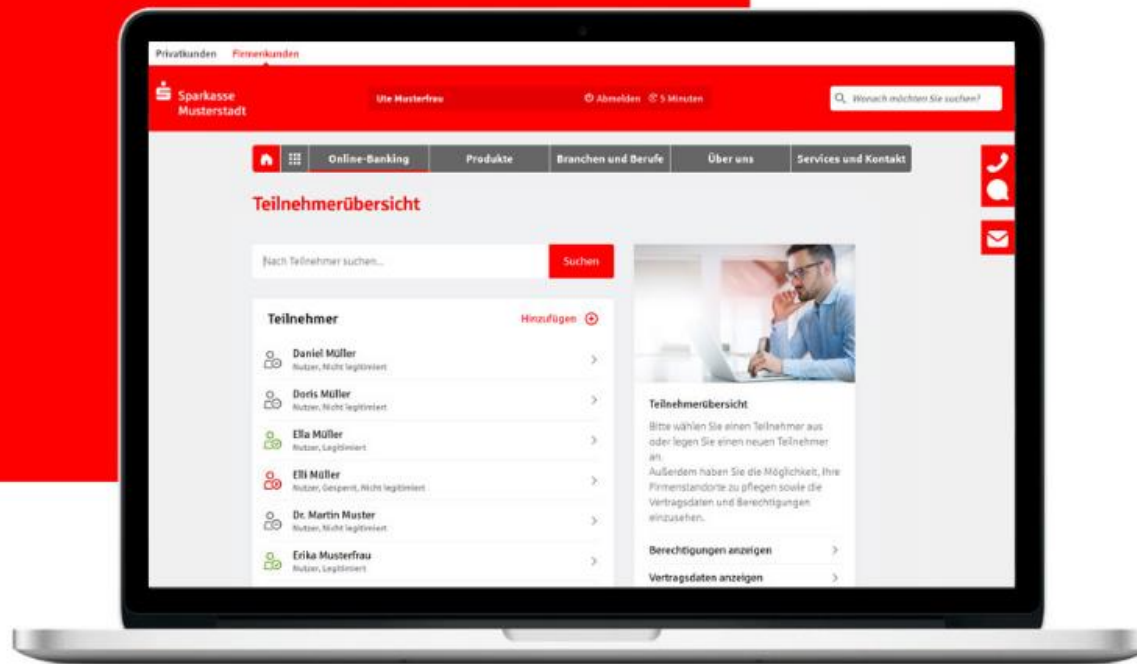 Privatkunden Firmenkunden
Sparkasse
Musterstadt
Ute Musterfrau
Abmelden 5 Minuten
Wonach möchten Sie suchen?
Online-Banking Produkte Branchen und Berufe Über uns Services und Kontakt
Teilnehmerübersicht
Nach Teilnehmer suchen... Suchen
Teilnehmer Hinzufügen
Daniel Müller
Nutzer, Nicht legitimiert
Doris Müller
Nutzer, Nicht legitimiert
Ella Müller
Nutzer, Legitimiert
Elli Müller
Nutzer, Gesperrt, Nicht legitimiert
Dr. Martin Muster
Nutzer, Nicht legitimiert
Erika Musterfrau
Nutzer, Legitimiert
Teilnehmerübersicht
Bitte wählen Sie einen Teilnehmer aus
oder legen Sie einen neuen Teilnehmer
an.
Außerdem haben Sie die Möglichkeit, Ihre
Firmenstandorte zu pflegen sowie die
Vertragsdaten und Berechtigungen
einzusehen.
Berechtigungen anzeigen
Vertragsdaten anzeigen